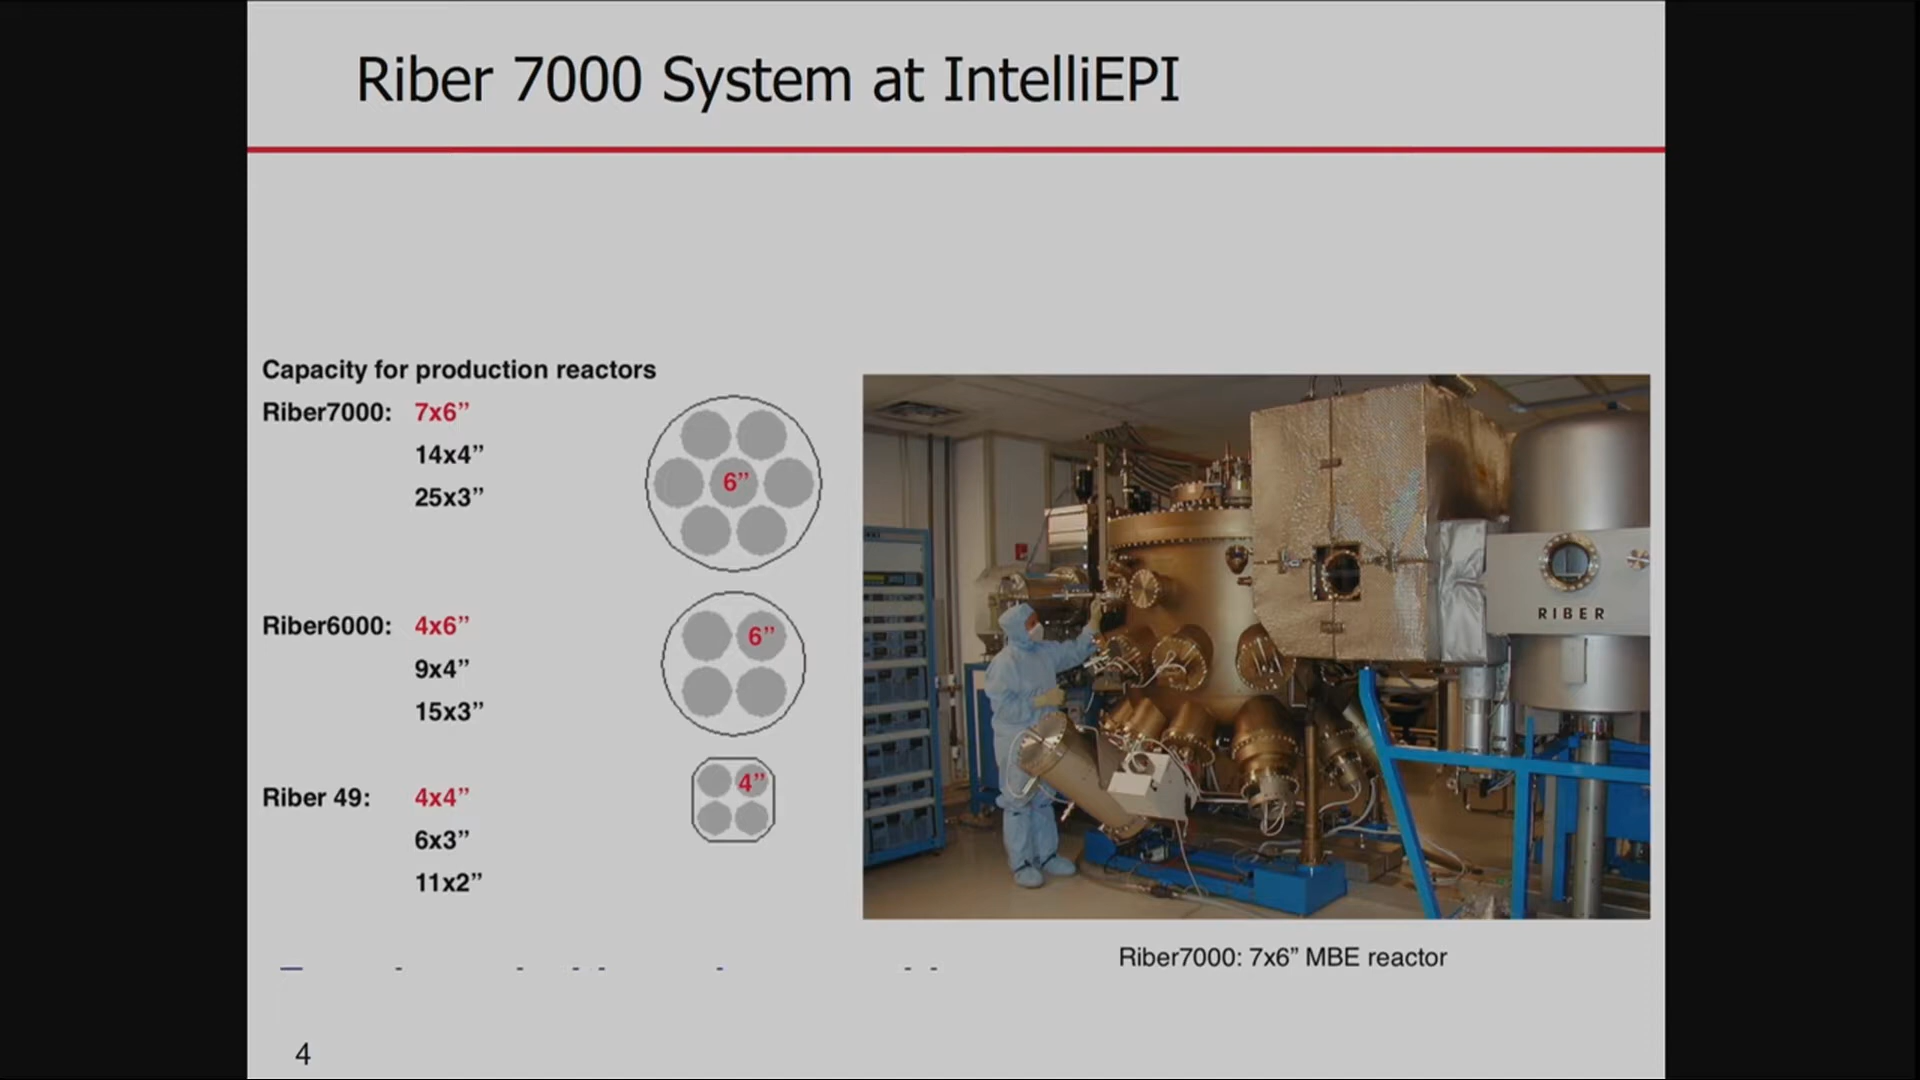 Riber 7000 System at IntelliEPI
Capacity for production reactors
Riber7000: 7x6”
14x4”
25x3”
6”
Riber6000: 4x6”
9x4”
15x3”
6”
Riber 49: 4x4”
6x3”
11x2”
4”
RIBER
Riber7000: 7x6” MBE reactor
4